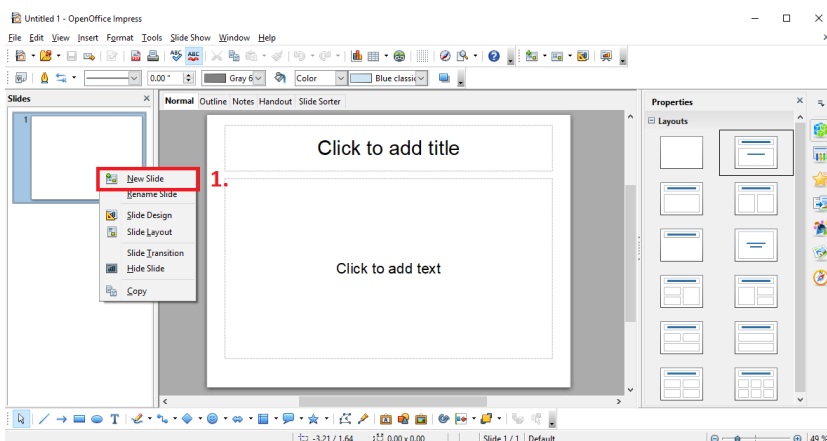 Untitled 1 - OpenOffice Impress
File Edit View Insert Format Tools Slide Show Window Help
0.00 " Gray 6 Color Blue classic
Slides
Normal Outline Notes Handout Slide Sorter
Properties
Layouts
1
Click to add title
New Slide
1.
Rename Slide
Slide Design
Slide Layout
Slide Transition
Hide Slide
Copy
Click to add text
-3.21 / 1.64 0.00 x 0.00 Slide 1 / 1 Default 49 %